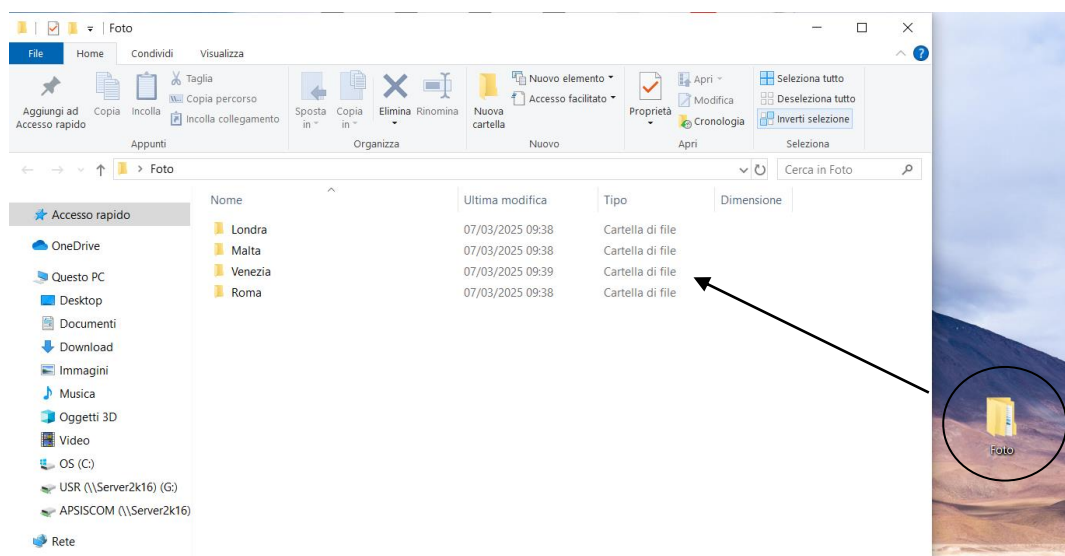 Foto
File Home Condividi Visualizza
Aggiungi ad Accesso rapido
Copia
Incolla
Taglia
Copia percorso
Incolla collegamento
Appunti
Sposta in
Copia in
Elimina
Rinomina
Organizza
Nuova cartella
Nuovo elemento
Accesso facilitato
Nuovo
Proprietà
Apri
Modifica
Cronologia
Apri
Seleziona tutto
Deseleziona tutto
Inverti selezione
Seleziona
> Foto
Cerca in Foto
Nome Ultima modifica Tipo Dimensione
Londra 07/03/2025 09:38 Cartella di file
Malta 07/03/2025 09:38 Cartella di file
Venezia 07/03/2025 09:39 Cartella di file
Roma 07/03/2025 09:38 Cartella di file
Accesso rapido
OneDrive
Questo PC
Desktop
Documenti
Download
Immagini
Musica
Oggetti 3D
Video
OS (C:)
USR (\\Server2k16) (G:)
APSISCOM (\\Server2k16)
Rete
Foto